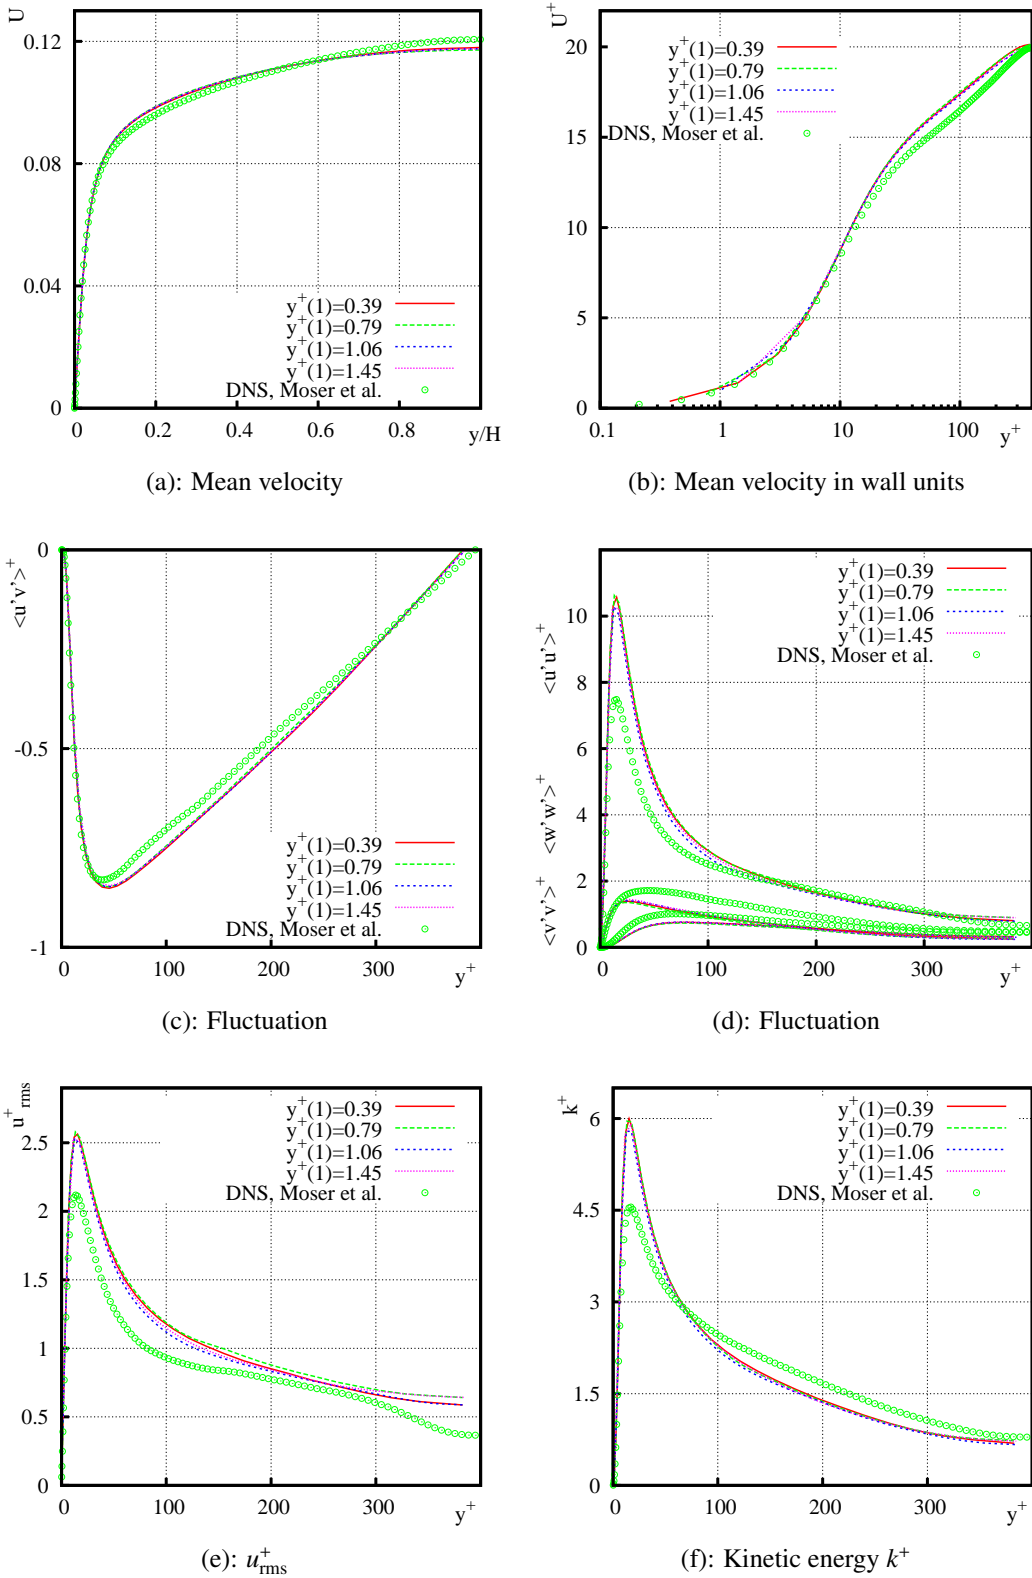 U
0.12
0.08
0.04
0
0 0.2 0.4 0.6 0.8 y/H
y+(1)=0.39
y+(1)=0.79
y+(1)=1.06
y+(1)=1.45
DNS, Moser et al.
(a): Mean velocity
U+
20
15
10
5
0
0.1 1 10 100 y+
y+(1)=0.39
y+(1)=0.79
y+(1)=1.06
y+(1)=1.45
DNS, Moser et al.
(b): Mean velocity in wall units
<u'v'>+
0
-0.5
-1
0 100 200 300 y+
y+(1)=0.39
y+(1)=0.79
y+(1)=1.06
y+(1)=1.45
DNS, Moser et al.
(c): Fluctuation
<v'v'>+ <w'w'>+ <u'u'>+
10
8
6
4
2
0
0 100 200 300 y+
y+(1)=0.39
y+(1)=0.79
y+(1)=1.06
y+(1)=1.45
DNS, Moser et al.
(d): Fluctuation
u+rms
2.5
2
1.5
1
0.5
0
0 100 200 300 y+
y+(1)=0.39
y+(1)=0.79
y+(1)=1.06
y+(1)=1.45
DNS, Moser et al.
(e): u+rms
k+
6
4.5
3
1.5
0
0 100 200 300 y+
y+(1)=0.39
y+(1)=0.79
y+(1)=1.06
y+(1)=1.45
DNS, Moser et al.
(f): Kinetic energy k+